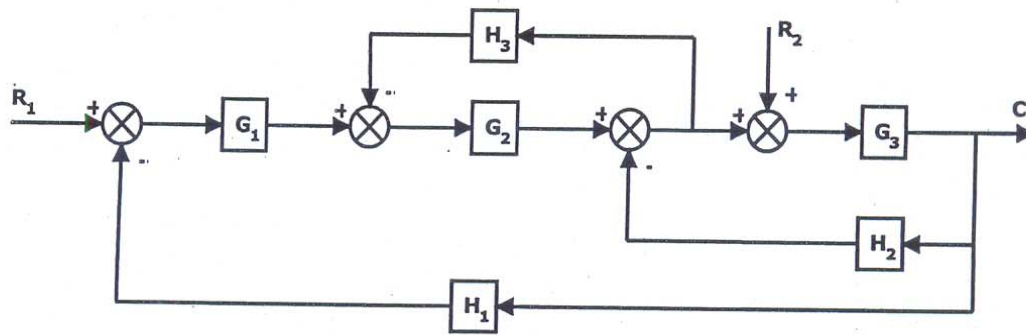 H₃
R₂
R₁
+
G₁
+
-
G₂
+
+
+
G₃
C
-
-
H₂
H₁